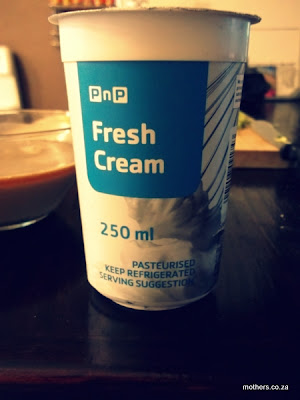 PnP
Fresh
Cream
250 ml
PASTEURISED
KEEP REFRIGERATED
SERVING SUGGESTION
mothers.co.za